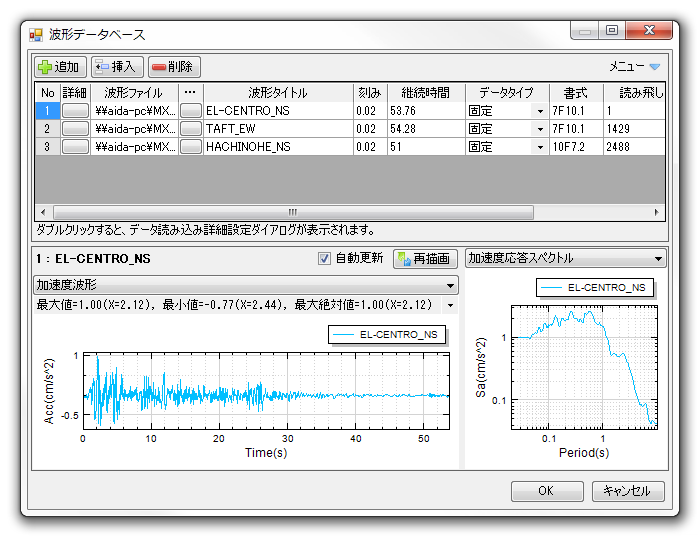 波形データベース
追加 挿入 削除 メニュー
No 詳細 波形ファイル ... 波形タイトル 刻み 継続時間 データタイプ 書式 読み飛し
1 ¥¥aida-pc¥MX... EL-CENTRO_NS 0.02 53.76 固定 7F10.1 1
2 ¥¥aida-pc¥MX... TAFT_EW 0.02 54.28 固定 7F10.1 1429
3 ¥¥aida-pc¥MX... HACHINOHE_NS 0.02 51 固定 10F7.2 2488
ダブルクリックすると、データ読み込み詳細設定ダイアログが表示されます。
1 : EL-CENTRO_NS 自動更新 再描画 加速度応答スペクトル
加速度波形
最大値=1.00(X=2.12), 最小値=-0.77(X=2.44), 最大絶対値=1.00(X=2.12)
EL-CENTRO_NS
1
-0.5
Acc(cm/s^2)
0 10 20 30 40 50
Time(s)
EL-CENTRO_NS
1
0.1
Sa(cm/s^2)
0.1 1
Period(s)
OK キャンセル